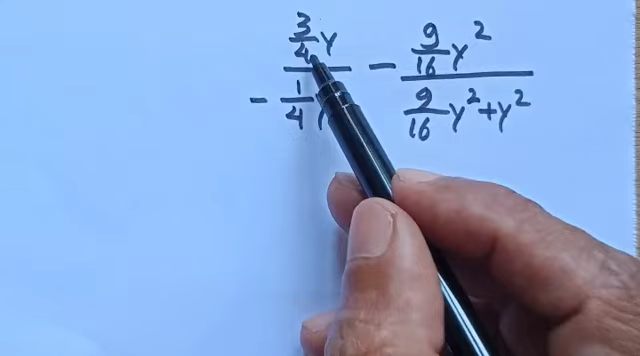 3/4 y / - 1/4 y - 9/16 y² / 9/16 y² + y²